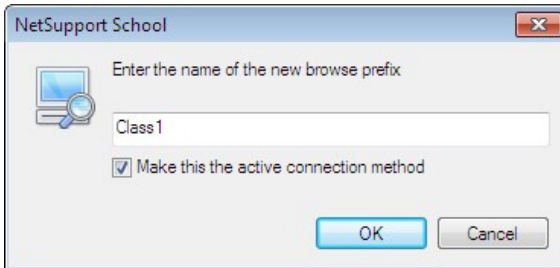 NetSupport School
Enter the name of the new browse prefix
Class1
Make this the active connection method
OK
Cancel